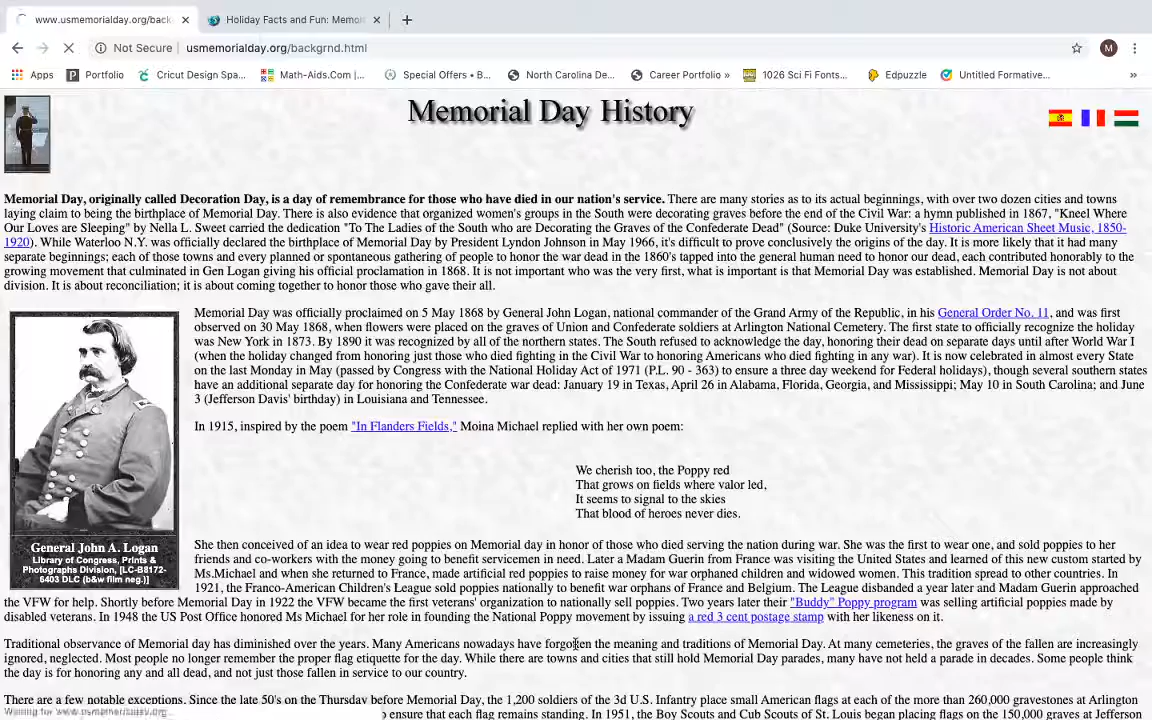 www.usmemorialday.org/back
Holiday Facts and Fun: Memo
Not Secure | usmemorialday.org/backgrnd.html
M
Apps
Portfolio
Cricut Design Spa...
Math-Aids.Com |...
Special Offers • B...
North Carolina De...
Career Portfolio »
1026 Sci Fi Fonts...
Edpuzzle
Untitled Formative...
»
Memorial Day History
Memorial Day, originally called Decoration Day, is a day of remembrance for those who have died in our nation's service. There are many stories as to its actual beginnings, with over two dozen cities and towns
laying claim to being the birthplace of Memorial Day. There is also evidence that organized women's groups in the South were decorating graves before the end of the Civil War: a hymn published in 1867, "Kneel Where
Our Loves are Sleeping" by Nella L. Sweet carried the dedication "To The Ladies of the South who are Decorating the Graves of the Confederate Dead" (Source: Duke University's Historic American Sheet Music, 1850-
1920). While Waterloo N.Y. was officially declared the birthplace of Memorial Day by President Lyndon Johnson in May 1966, it's difficult to prove conclusively the origins of the day. It is more likely that it had many
separate beginnings; each of those towns and every planned or spontaneous gathering of people to honor the war dead in the 1860's tapped into the general human need to honor our dead, each contributed honorably to the
growing movement that culminated in Gen Logan giving his official proclamation in 1868. It is not important who was the very first, what is important is that Memorial Day was established. Memorial Day is not about
division. It is about reconciliation; it is about coming together to honor those who gave their all.
Memorial Day was officially proclaimed on 5 May 1868 by General John Logan, national commander of the Grand Army of the Republic, in his General Order No. 11, and was first
observed on 30 May 1868, when flowers were placed on the graves of Union and Confederate soldiers at Arlington National Cemetery. The first state to officially recognize the holiday
was New York in 1873. By 1890 it was recognized by all of the northern states. The South refused to acknowledge the day, honoring their dead on separate days until after World War I
(when the holiday changed from honoring just those who died fighting in the Civil War to honoring Americans who died fighting in any war). It is now celebrated in almost every State
on the last Monday in May (passed by Congress with the National Holiday Act of 1971 (P.L. 90 - 363) to ensure a three day weekend for Federal holidays), though several southern states
have an additional separate day for honoring the Confederate war dead: January 19 in Texas, April 26 in Alabama, Florida, Georgia, and Mississippi; May 10 in South Carolina; and June
3 (Jefferson Davis' birthday) in Louisiana and Tennessee.
In 1915, inspired by the poem "In Flanders Fields," Moina Michael replied with her own poem:
We cherish too, the Poppy red
That grows on fields where valor led,
It seems to signal to the skies
That blood of heroes never dies.
General John A. Logan
Library of Congress, Prints &
Photographs Division, [LC-B8172-
6403 DLC (b&w film neg.)]
She then conceived of an idea to wear red poppies on Memorial day in honor of those who died serving the nation during war. She was the first to wear one, and sold poppies to her
friends and co-workers with the money going to benefit servicemen in need. Later a Madam Guerin from France was visiting the United States and learned of this new custom started by
Ms.Michael and when she returned to France, made artificial red poppies to raise money for war orphaned children and widowed women. This tradition spread to other countries. In
1921, the Franco-American Children's League sold poppies nationally to benefit war orphans of France and Belgium. The League disbanded a year later and Madam Guerin approached
the VFW for help. Shortly before Memorial Day in 1922 the VFW became the first veterans' organization to nationally sell poppies. Two years later their "Buddy" Poppy program was selling artificial poppies made by
disabled veterans. In 1948 the US Post Office honored Ms Michael for her role in founding the National Poppy movement by issuing a red 3 cent postage stamp with her likeness on it.
Traditional observance of Memorial day has diminished over the years. Many Americans nowadays have forgotten the meaning and traditions of Memorial Day. At many cemeteries, the graves of the fallen are increasingly
ignored, neglected. Most people no longer remember the proper flag etiquette for the day. While there are towns and cities that still hold Memorial Day parades, many have not held a parade in decades. Some people think
the day is for honoring any and all dead, and not just those fallen in service to our country.
There are a few notable exceptions. Since the late 50's on the Thursday before Memorial Day, the 1,200 soldiers of the 3d U.S. Infantry place small American flags at each of the more than 260,000 gravestones at Arlington
ensure that each flag remains standing. In 1951, the Boy Scouts and Cub Scouts of St. Louis began placing flags on the 150,000 graves at Jefferson